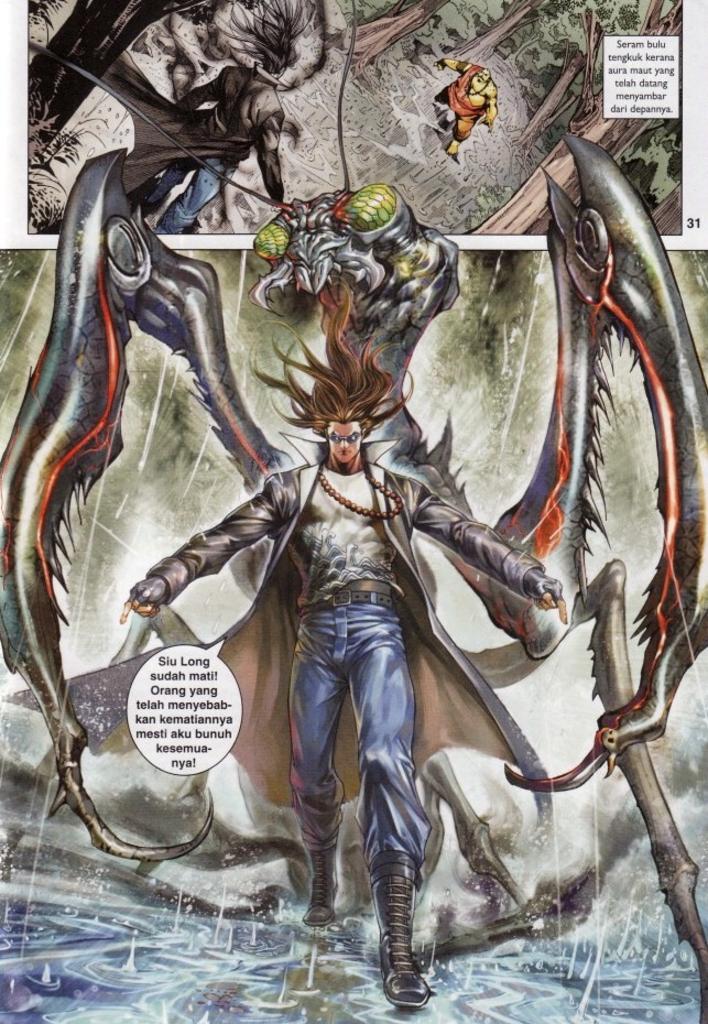 Seram bulu
tengkuk kerana
aura maut yang
telah datang
menyambar
dari depannya.
31
Siu Long
sudah mati!
Orang yang
telah menyebab-
kan kematiannya
mesti aku bunuh
kesemua-
nya!